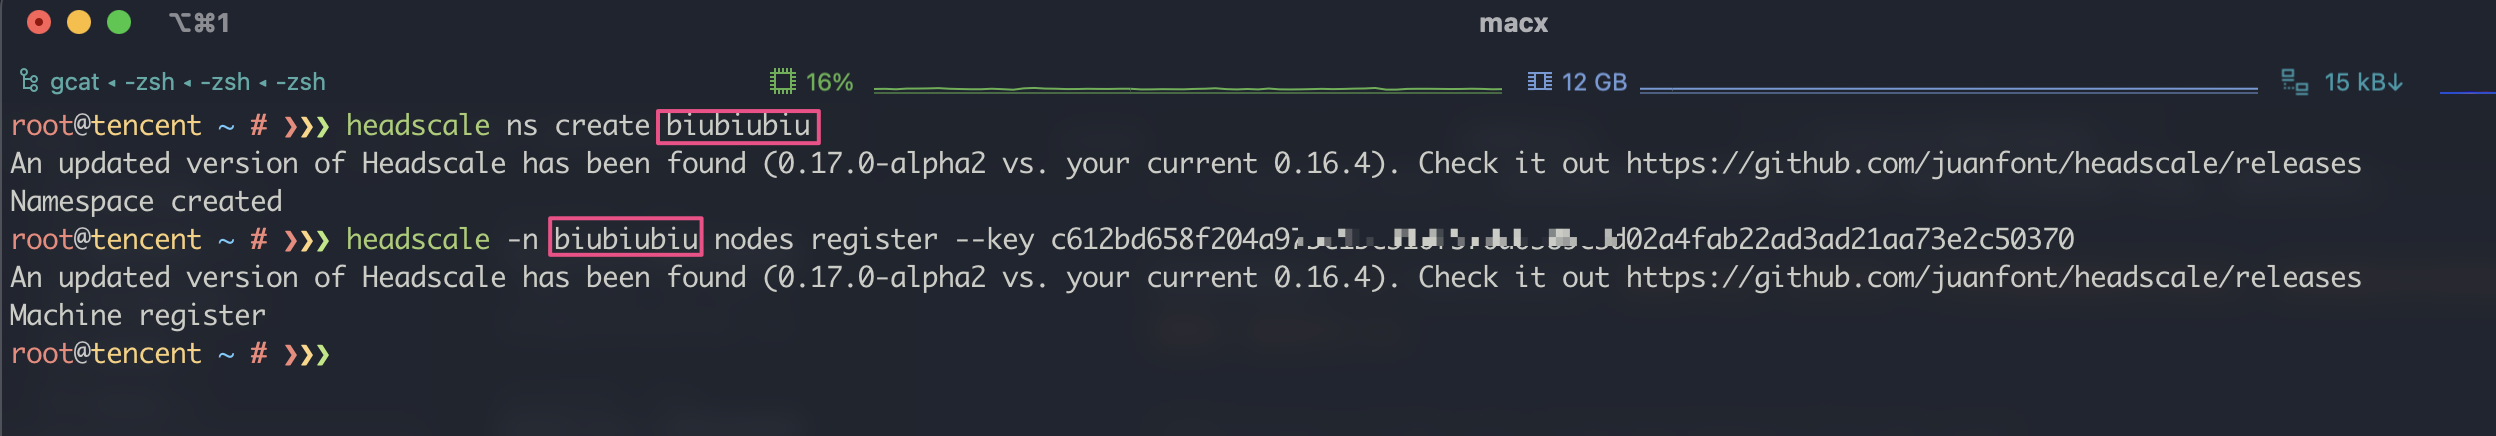 ⌥⌘1 macx
gcat ◂ -zsh ◂ -zsh ◂ -zsh 16% 12 GB 15 kB↓
root@tencent ~ # ❯❯❯ headscale ns create biubiubiu
An updated version of Headscale has been found (0.17.0-alpha2 vs. your current 0.16.4). Check it out https://github.com/juanfont/headscale/releases
Namespace created
root@tencent ~ # ❯❯❯ headscale -n biubiubiu nodes register --key
An updated version of Headscale has been found (0.17.0-alpha2 vs. your current 0.16.4). Check it out https://github.com/juanfont/headscale/releases
Machine register
root@tencent ~ # ❯❯❯